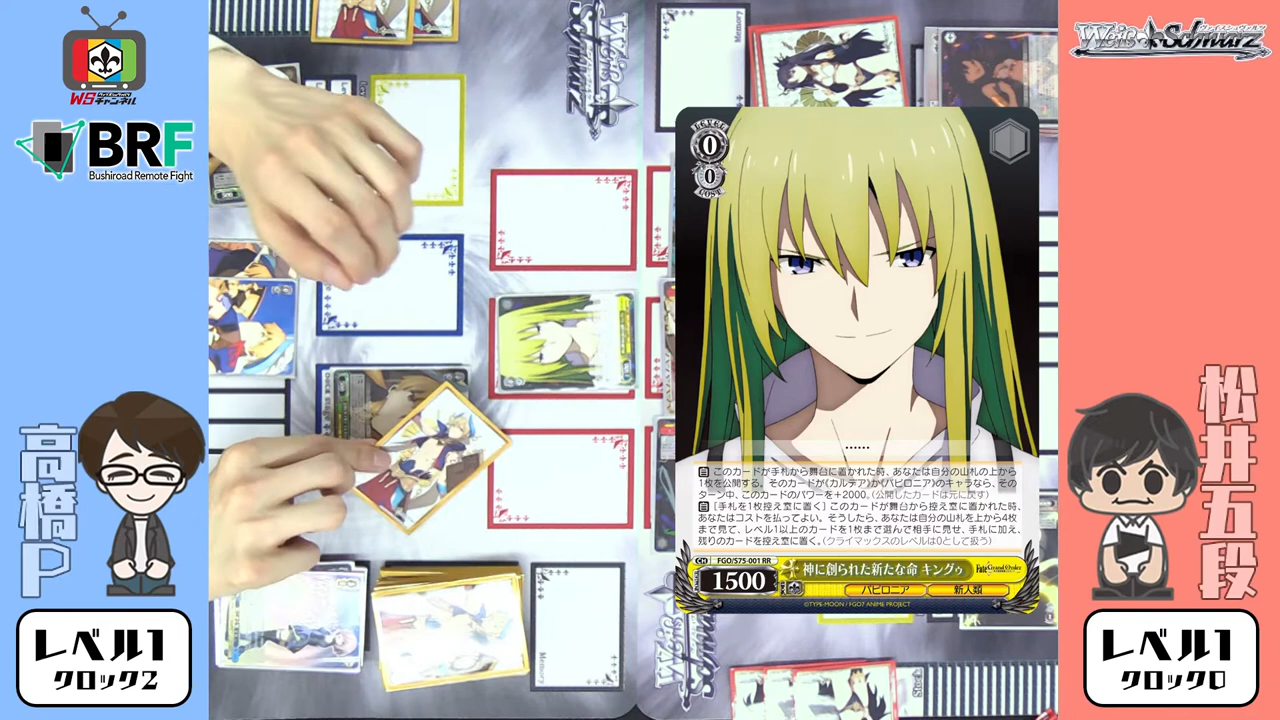 WSチャンネル
BRF
Bushiroad Remote Fight
高橋P
レベル1
クロック2
Weiß Schwarz
Memory
Weiß Schwarz
LEVEL
0
0
COST
……
このカードが手札から舞台に置かれた時、あなたは自分の山札の上から
1枚を公開する。そのカードが《カルデア》か《バビロニア》のキャラなら、その
ターン中、このカードのパワーを+2000。(公開したカードは元に戻す)
[手札を1枚控え室に置く] このカードが舞台から控え室に置かれた時、
あなたはコストを払ってよい。そうしたら、あなたは自分の山札を上から4枚
まで見て、レベル1以上のカードを1枚まで選んで相手に見せ、手札に加え、
残りのカードを控え室に置く。(クライマックスのレベルは0として扱う)
CH FGO/S75-001 RR
1500
神に創られた新たな命 キングゥ
Fate/Grand Order
バビロニア
新人類
©TYPE-MOON / FGO7 ANIME PROJECT
Memory
Stock
松井五段
レベル1
クロック0